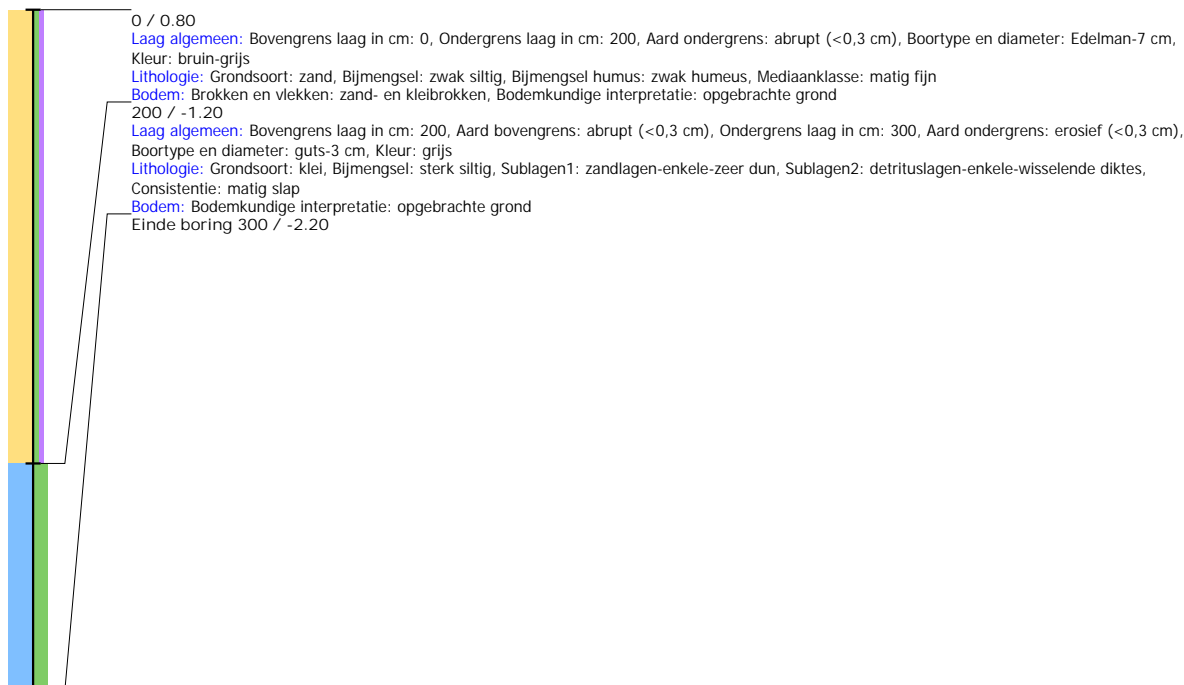 0 / 0.80
Laag algemeen: Bovengrens laag in cm: 0, Ondergrens laag in cm: 200, Aard ondergrens: abrupt (<0,3 cm), Boortype en diameter: Edelman-7 cm,
Kleur: bruin-grijs
Lithologie: Grondsoort: zand, Bijmengsel: zwak siltig, Bijmengsel humus: zwak humeus, Mediaanklasse: matig fijn
Bodem: Brokken en vlekken: zand- en kleibrokken, Bodemkundige interpretatie: opgebrachte grond
200 / -1.20
Laag algemeen: Bovengrens laag in cm: 200, Aard bovengrens: abrupt (<0,3 cm), Ondergrens laag in cm: 300, Aard ondergrens: erosief (<0,3 cm),
Boortype en diameter: guts-3 cm, Kleur: grijs
Lithologie: Grondsoort: klei, Bijmengsel: sterk siltig, Sublagen1: zandlagen-enkele-zeer dun, Sublagen2: detrituslagen-enkele-wisselende diktes,
Consistentie: matig slap
Bodem: Bodemkundige interpretatie: opgebrachte grond
Einde boring 300 / -2.20